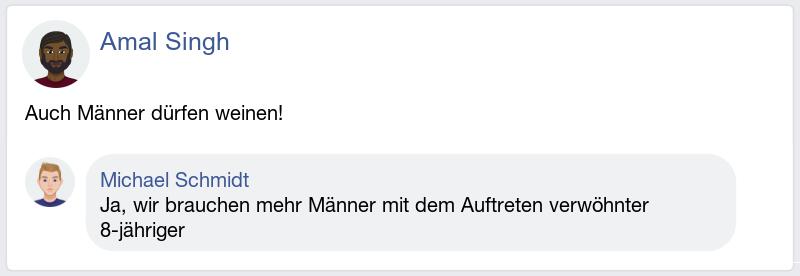 Amal Singh
Auch Männer dürfen weinen!
Michael Schmidt
Ja, wir brauchen mehr Männer mit dem Auftreten verwöhnter
8-jähriger